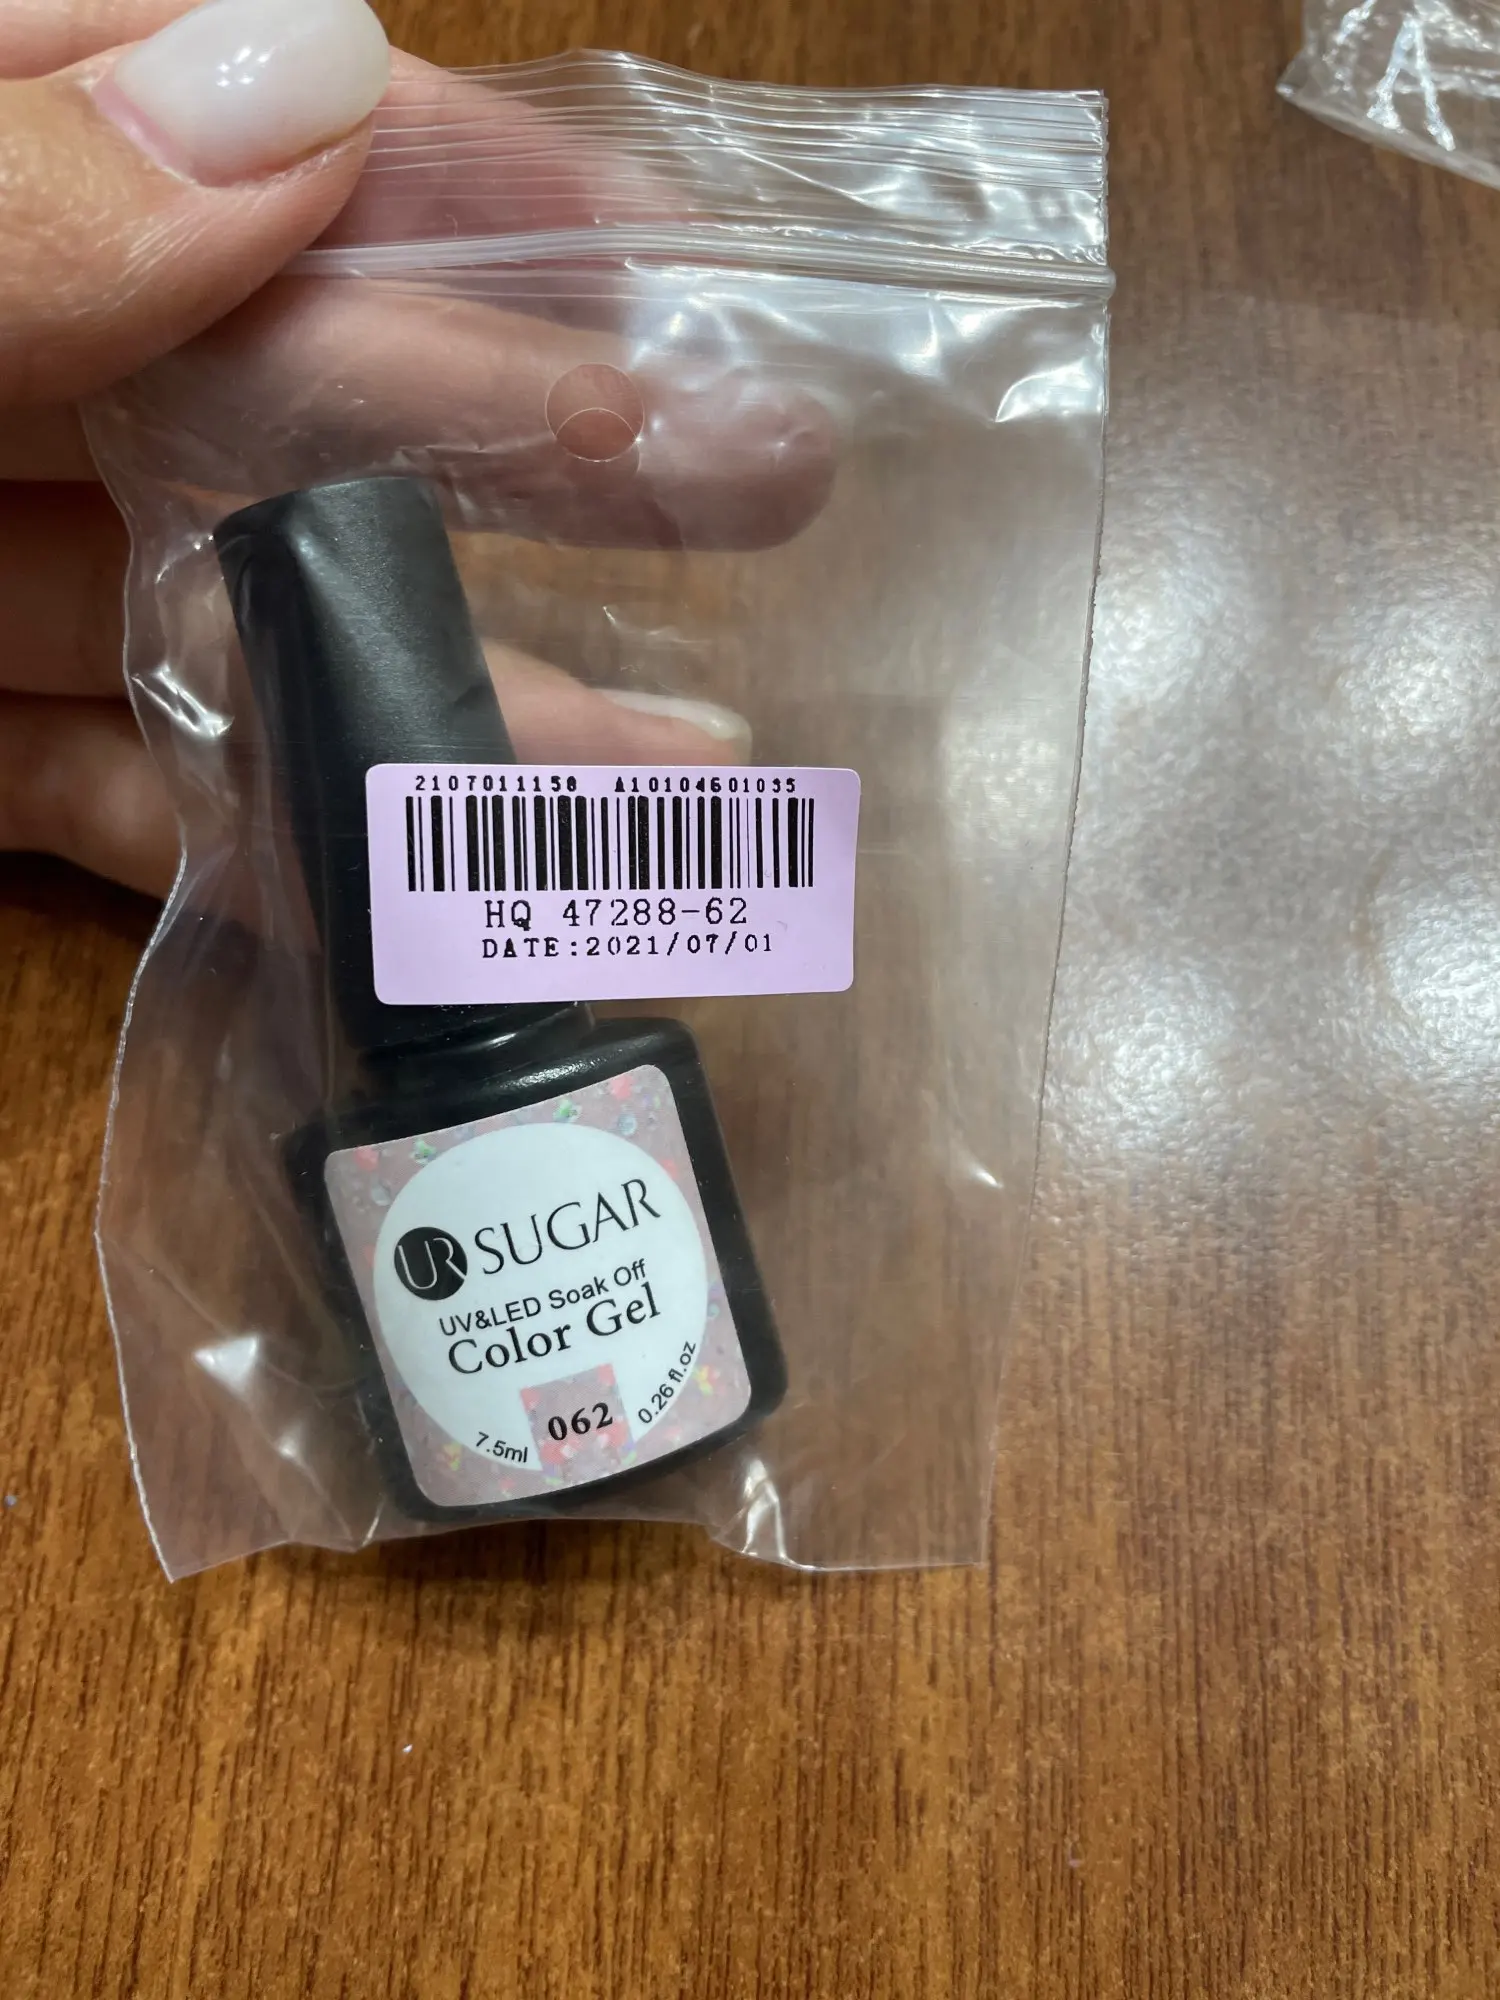 2107011158 A10104601035
HQ 47288-62
DATE:2021/07/01
UR SUGAR
UV&LED Soak Off
Color Gel
7.5ml 062 0.26 fl.oz